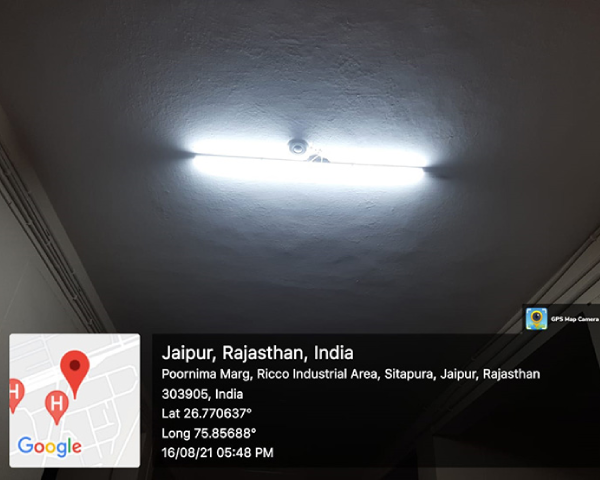 GPS Map Camera
Jaipur, Rajasthan, India
Poornima Marg, Ricco Industrial Area, Sitapura, Jaipur, Rajasthan
303905, India
Lat 26.770637°
Long 75.85688°
16/08/21 05:48 PM
H
H
Google